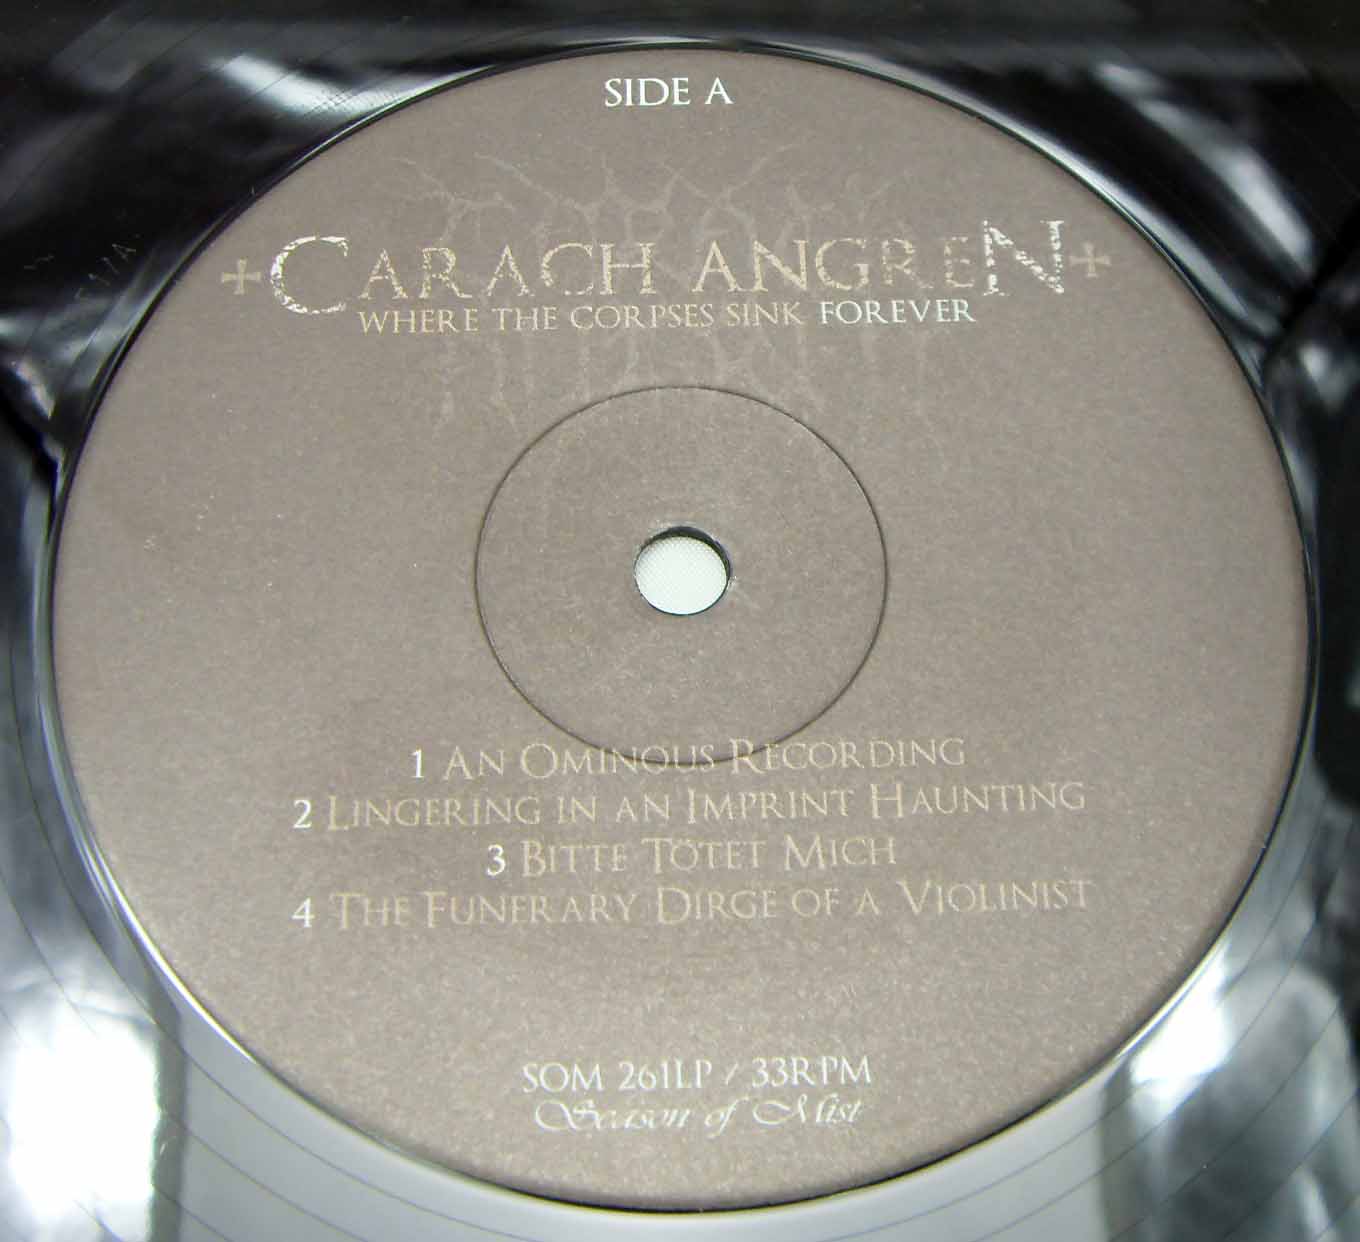 SIDE A
CARACH ANGREN
WHERE THE CORPSES SINK FOREVER
1 AN OMINOUS RECORDING
2 LINGERING IN AN IMPRINT HAUNTING
3 BITTE TÖTET MICH
4 THE FUNERARY DIRGE OF A VIOLINIST
SOM 261LP / 33RPM
Season of Mist